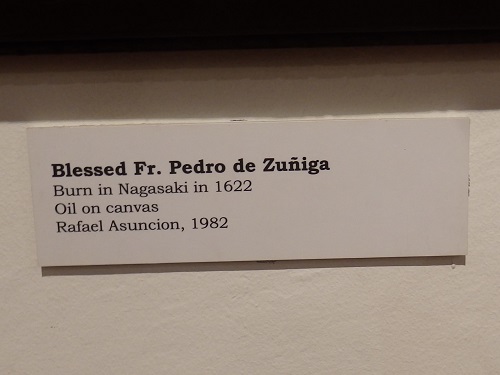 Blessed Fr. Pedro de Zuñiga
Burn in Nagasaki in 1622
Oil on canvas
Rafael Asuncion, 1982